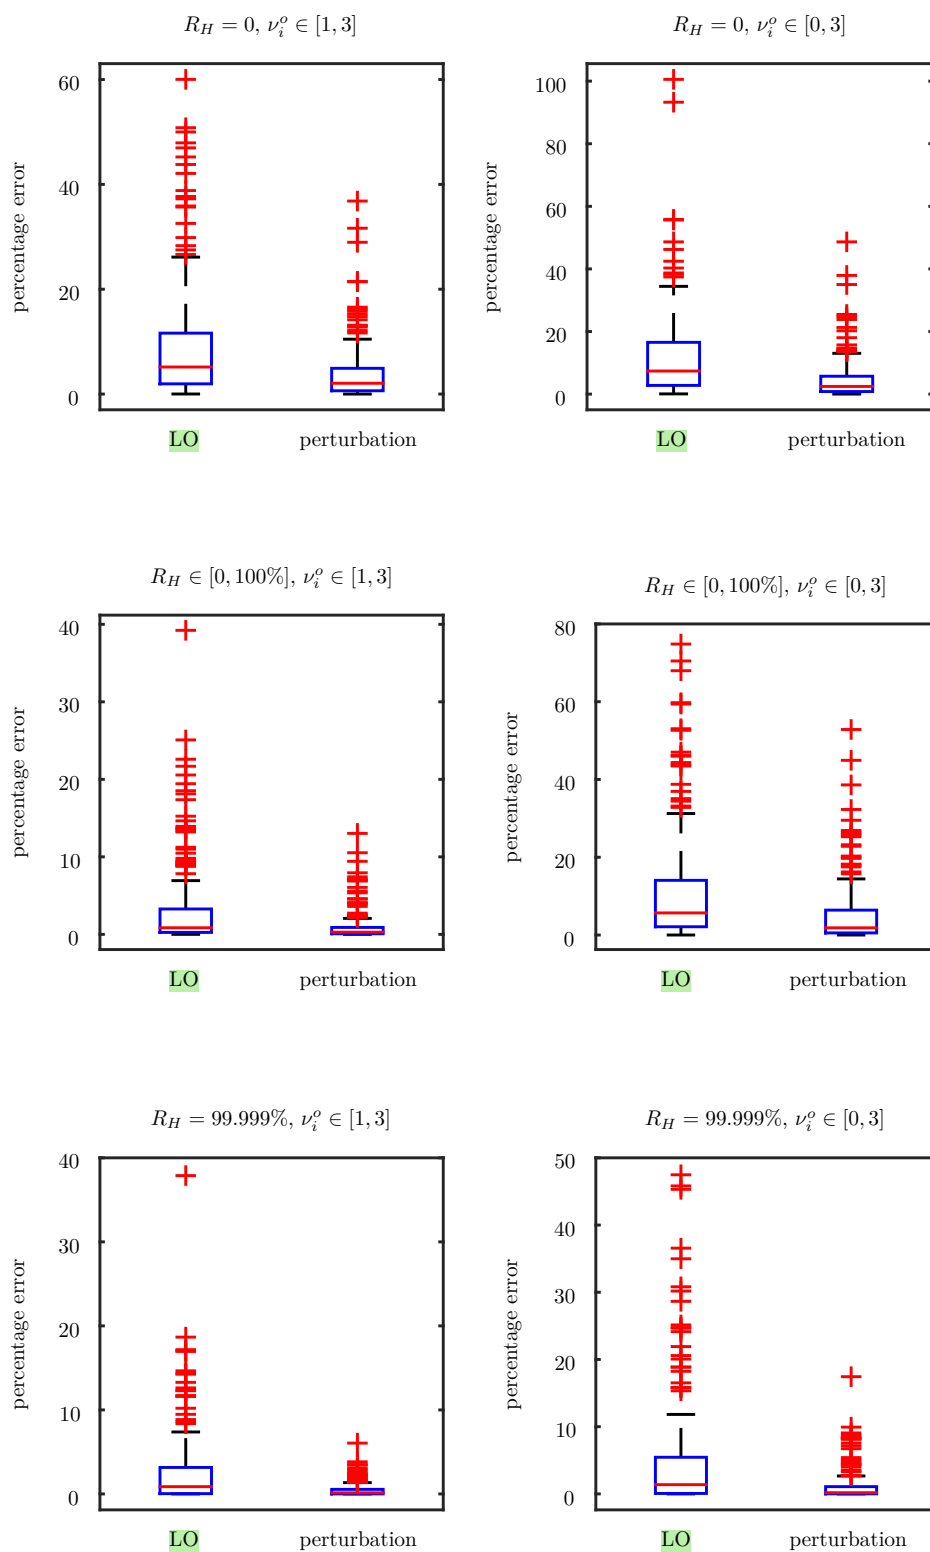 R_H = 0, ν_i^o ∈ [1, 3]
percentage error
60
40
20
0
LO perturbation
R_H = 0, ν_i^o ∈ [0, 3]
percentage error
100
80
60
40
20
0
LO perturbation
R_H ∈ [0, 100%], ν_i^o ∈ [1, 3]
percentage error
40
30
20
10
0
LO perturbation
R_H ∈ [0, 100%], ν_i^o ∈ [0, 3]
percentage error
80
60
40
20
0
LO perturbation
R_H = 99.999%, ν_i^o ∈ [1, 3]
percentage error
40
30
20
10
0
LO perturbation
R_H = 99.999%, ν_i^o ∈ [0, 3]
percentage error
50
40
30
20
10
0
LO perturbation